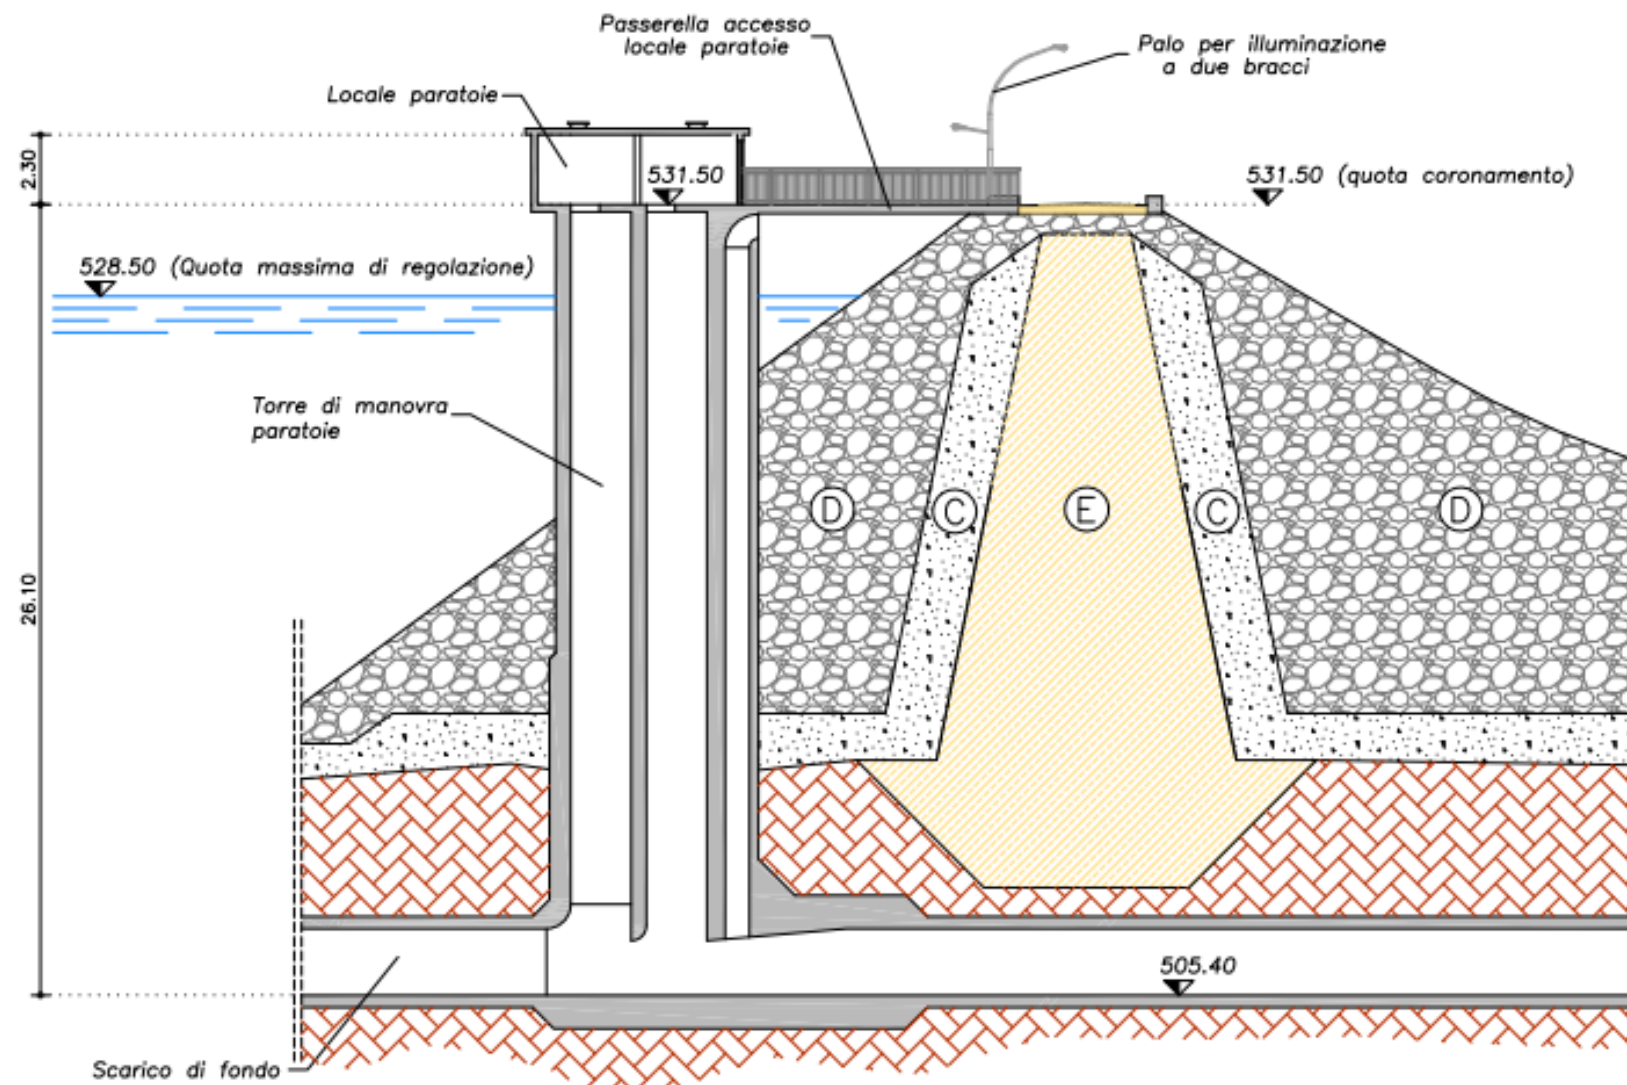 Passerella accesso
locale paratoie
Palo per illuminazione
a due bracci
Locale paratoie
2.30
531.50
531.50 (quota coronamento)
528.50 (Quota massima di regolazione)
Torre di manovra
paratoie
D
C
E
C
D
26.10
505.40
Scarico di fondo